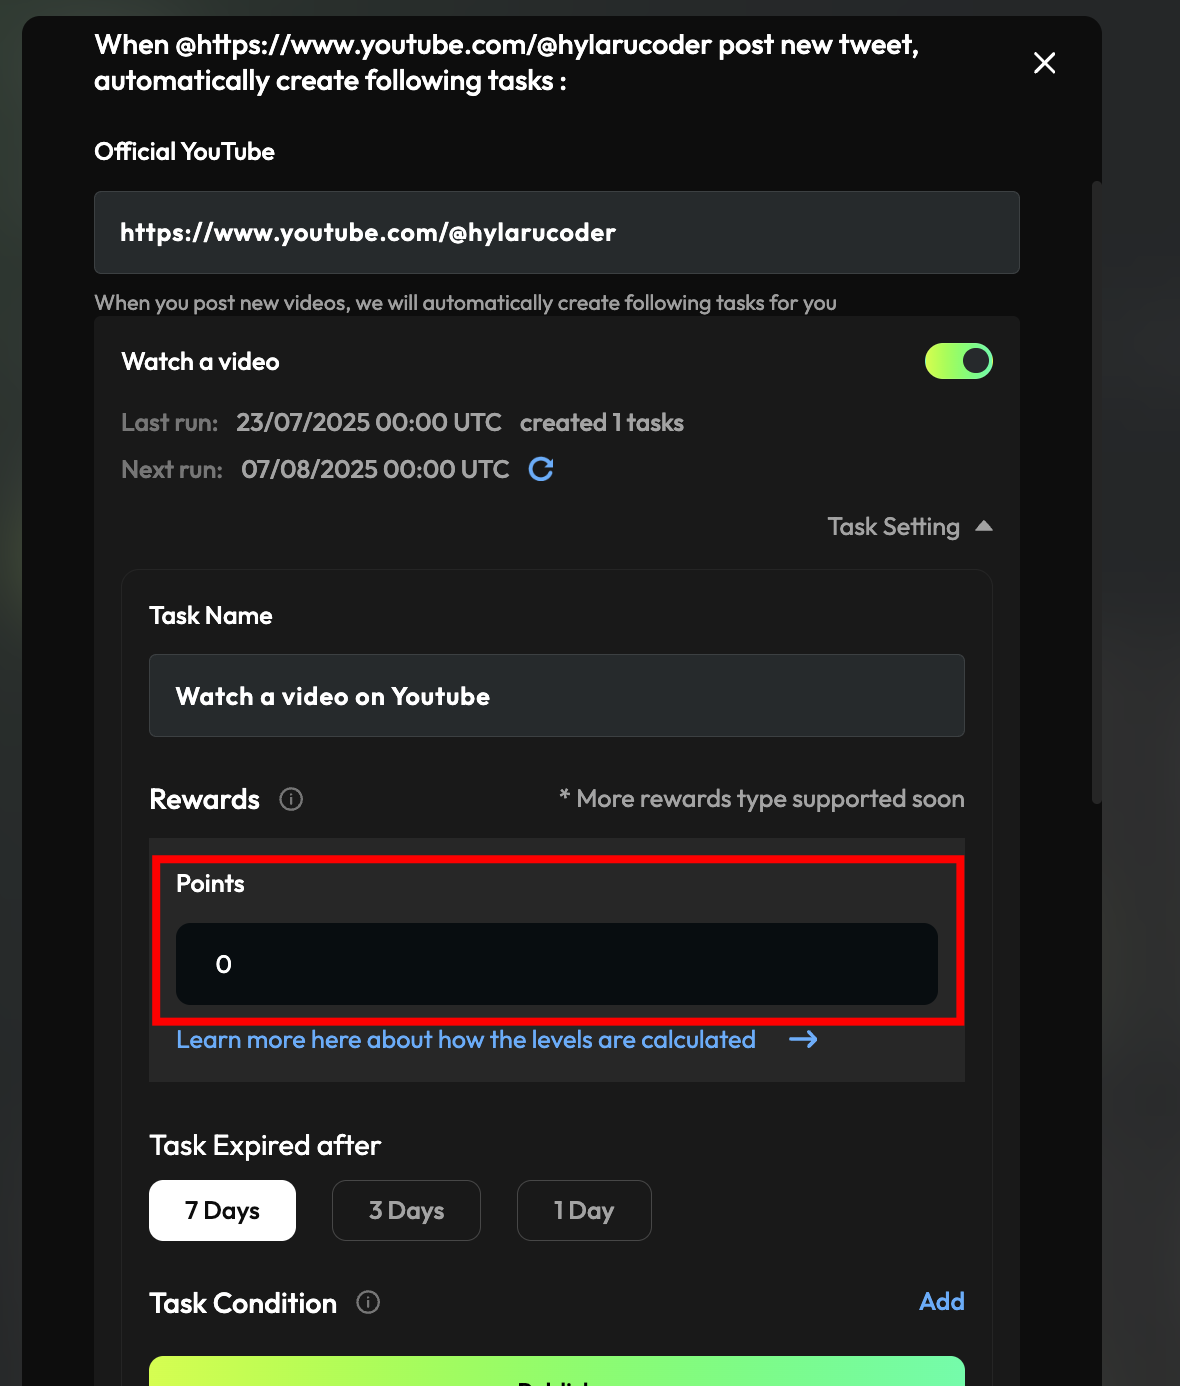 When @https://www.youtube.com/@hylarucoder post new tweet,
automatically create following tasks :
Official YouTube
https://www.youtube.com/@hylarucoder
When you post new videos, we will automatically create following tasks for you
Watch a video
Last run: 23/07/2025 00:00 UTC created 1 tasks
Next run: 07/08/2025 00:00 UTC
Task Setting
Task Name
Watch a video on Youtube
Rewards * More rewards type supported soon
Points
0
Learn more here about how the levels are calculated →
Task Expired after
7 Days 3 Days 1 Day
Task Condition Add